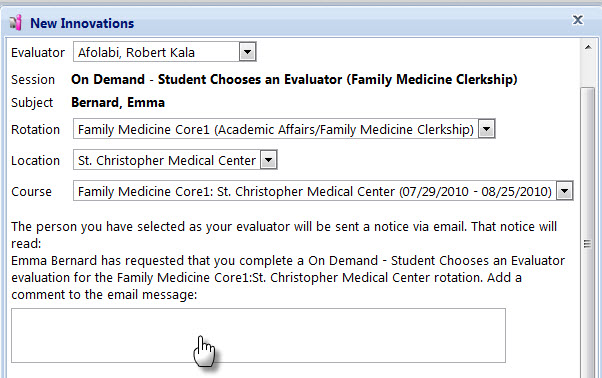 New Innovations
Evaluator Afolabi, Robert Kala
Session On Demand - Student Chooses an Evaluator (Family Medicine Clerkship)
Subject Bernard, Emma
Rotation Family Medicine Core1 (Academic Affairs/Family Medicine Clerkship)
Location St. Christopher Medical Center
Course Family Medicine Core1: St. Christopher Medical Center (07/29/2010 - 08/25/2010)
The person you have selected as your evaluator will be sent a notice via email. That notice will
read:
Emma Bernard has requested that you complete a On Demand - Student Chooses an Evaluator
evaluation for the Family Medicine Core1:St. Christopher Medical Center rotation. Add a
comment to the email message: